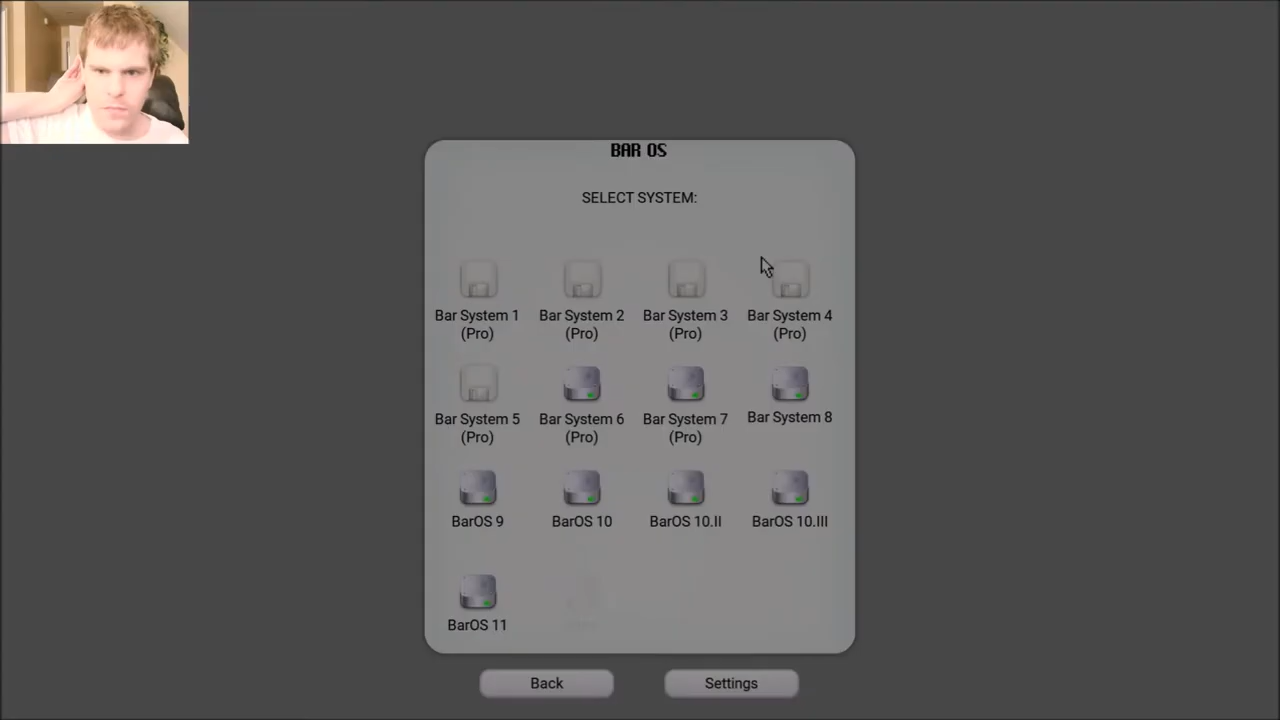 BAR OS
SELECT SYSTEM:
Bar System 1
(Pro)
Bar System 2
(Pro)
Bar System 3
(Pro)
Bar System 4
(Pro)
Bar System 5
(Pro)
Bar System 6
(Pro)
Bar System 7
(Pro)
Bar System 8
BarOS 9
BarOS 10
BarOS 10.II
BarOS 10.III
BarOS 11
Back
Settings